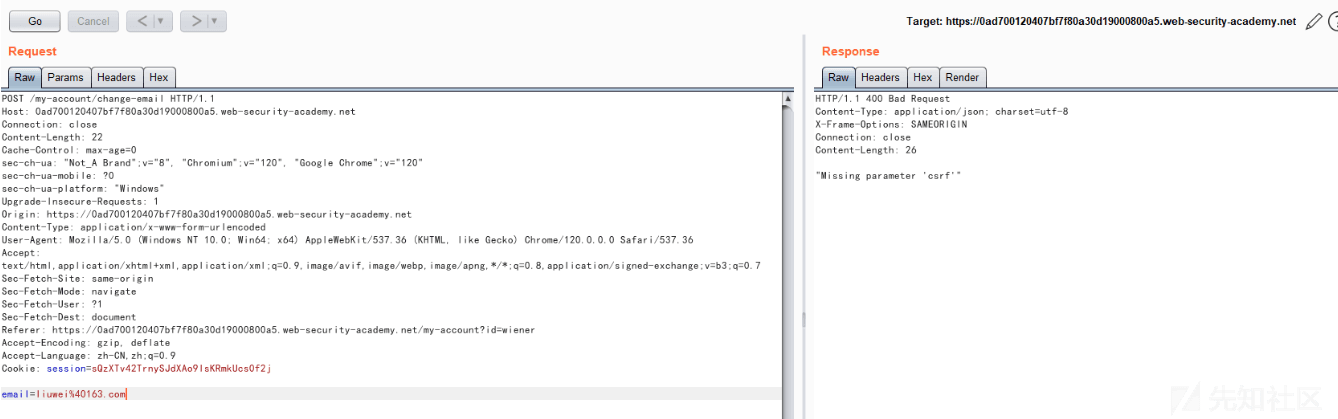 Go Cancel < > Target: https://0ad700120407bf7f80a30d19000800a5.web-security-academy.net
Request
Raw Params Headers Hex
POST /my-account/change-email HTTP/1.1
Host: 0ad700120407bf7f80a30d19000800a5.web-security-academy.net
Connection: close
Content-Length: 22
Cache-Control: max-age=0
sec-ch-ua: "Not_A Brand";v="8", "Chromium";v="120", "Google Chrome";v="120"
sec-ch-ua-mobile: ?0
sec-ch-ua-platform: "Windows"
Upgrade-Insecure-Requests: 1
Origin: https://0ad700120407bf7f80a30d19000800a5.web-security-academy.net
Content-Type: application/x-www-form-urlencoded
User-Agent: Mozilla/5.0 (Windows NT 10.0; Win64; x64) AppleWebKit/537.36 (KHTML, like Gecko) Chrome/120.0.0.0 Safari/537.36
Accept:
text/html,application/xhtml+xml,application/xml;q=0.9,image/avif,image/webp,image/apng,*/*;q=0.8,application/signed-exchange;v=b3;q=0.7
Sec-Fetch-Site: same-origin
Sec-Fetch-Mode: navigate
Sec-Fetch-User: ?1
Sec-Fetch-Dest: document
Referer: https://0ad700120407bf7f80a30d19000800a5.web-security-academy.net/my-account?id=wiener
Accept-Encoding: gzip, deflate
Accept-Language: zh-CN,zh;q=0.9
Cookie: session=sQzXTv42TrnySJdXAo9IsKRmkUcs0f2j
email=liuwei%40163.com
Response
Raw Headers Hex Render
HTTP/1.1 400 Bad Request
Content-Type: application/json; charset=utf-8
X-Frame-Options: SAMEORIGIN
Connection: close
Content-Length: 26
"Missing parameter 'csrf'"
先知社区